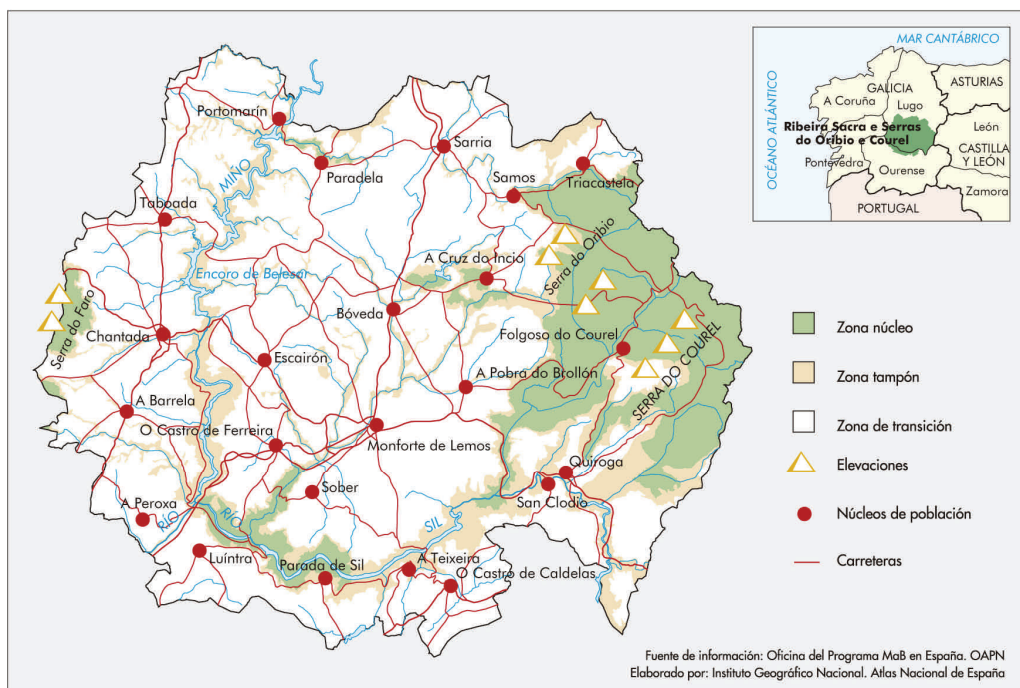 MAR CANTÁBRICO
OCÉANO ATLÁNTICO
GALICIA
ASTURIAS
A Coruña
Lugo
León
Ribeira Sacra e Serras
do Oribio e Courel
CASTILLA
Y LEÓN
Pontevedra
Ourense
Zamora
PORTUGAL
Portomarín
Sarria
Paradela
Samos
Triacastela
MIÑO
Taboada
Serra do Oribio
A Cruz do Incio
Encoro de Belesar
Serra do Faro
Bóveda
Chantada
Folgoso do Courel
Escairón
A Pobra do Brollón
SERRA DO COUREL
A Barrela
O Castro de Ferreira
Monforte de Lemos
Quiroga
Sober
San Clodio
A Peroxa
RÍO
RÍO
SIL
Luíntra
Parada de Sil
A Teixeira
O Castro de Caldelas
Zona núcleo
Zona tampón
Zona de transición
Elevaciones
Núcleos de población
Carreteras
Fuente de información: Oficina del Programa MaB en España. OAPN
Elaborado por: Instituto Geográfico Nacional. Atlas Nacional de España